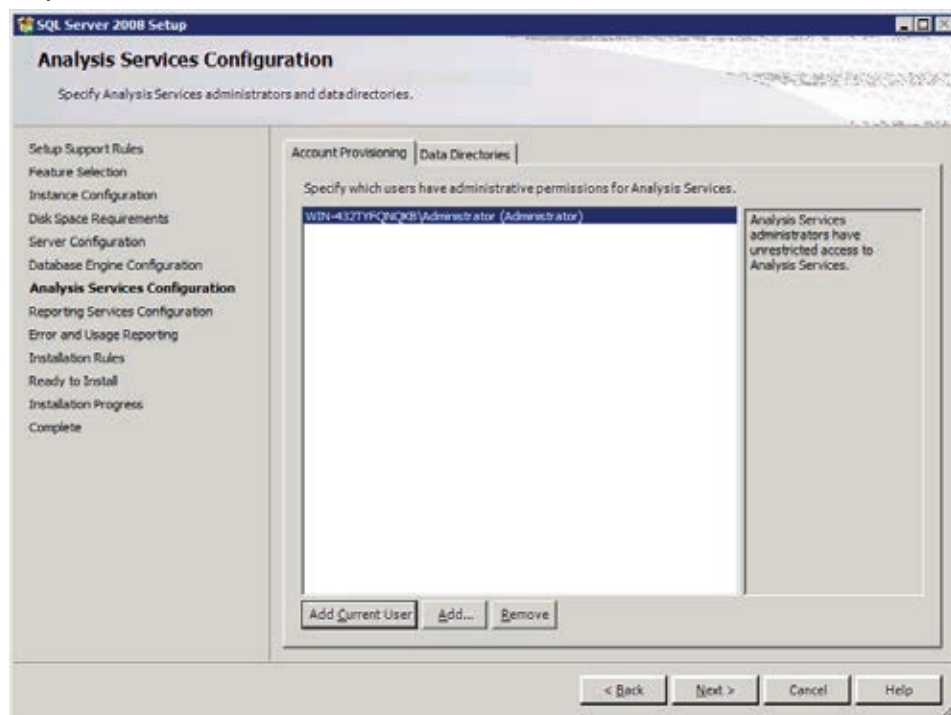 SQL Server 2008 Setup
Analysis Services Configuration
Specify Analysis Services administrators and data directories.
Setup Support Rules
Feature Selection
Instance Configuration
Disk Space Requirements
Server Configuration
Database Engine Configuration
Analysis Services Configuration
Reporting Services Configuration
Error and Usage Reporting
Installation Rules
Ready to Install
Installation Progress
Complete
Account Provisioning
Data Directories
Specify which users have administrative permissions for Analysis Services.
WIN-432TYFQNQKB\Administrator (Administrator)
Analysis Services
administrators have
unrestricted access to
Analysis Services.
Add Current User
Add...
Remove
< Back
Next >
Cancel
Help